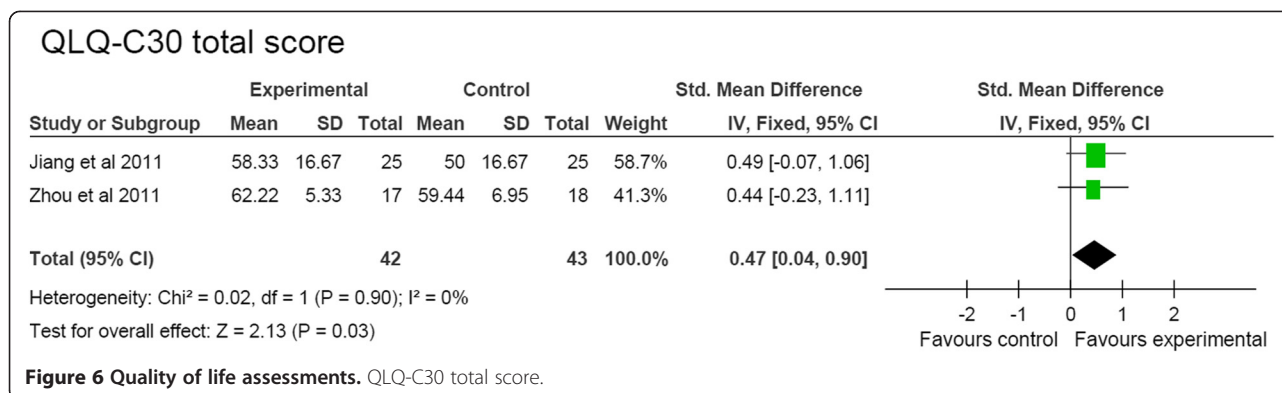 QLQ-C30 total score
Experimental Control Std. Mean Difference Std. Mean Difference
Study or Subgroup Mean SD Total Mean SD Total Weight IV, Fixed, 95% CI IV, Fixed, 95% CI
Jiang et al 2011 58.33 16.67 25 50 16.67 25 58.7% 0.49 [-0.07, 1.06]
Zhou et al 2011 62.22 5.33 17 59.44 6.95 18 41.3% 0.44 [-0.23, 1.11]
Total (95% CI) 42 43 100.0% 0.47 [0.04, 0.90]
Heterogeneity: Chi² = 0.02, df = 1 (P = 0.90); I² = 0%
Test for overall effect: Z = 2.13 (P = 0.03)
-2 -1 0 1 2
Favours control Favours experimental
Figure 6 Quality of life assessments. QLQ-C30 total score.